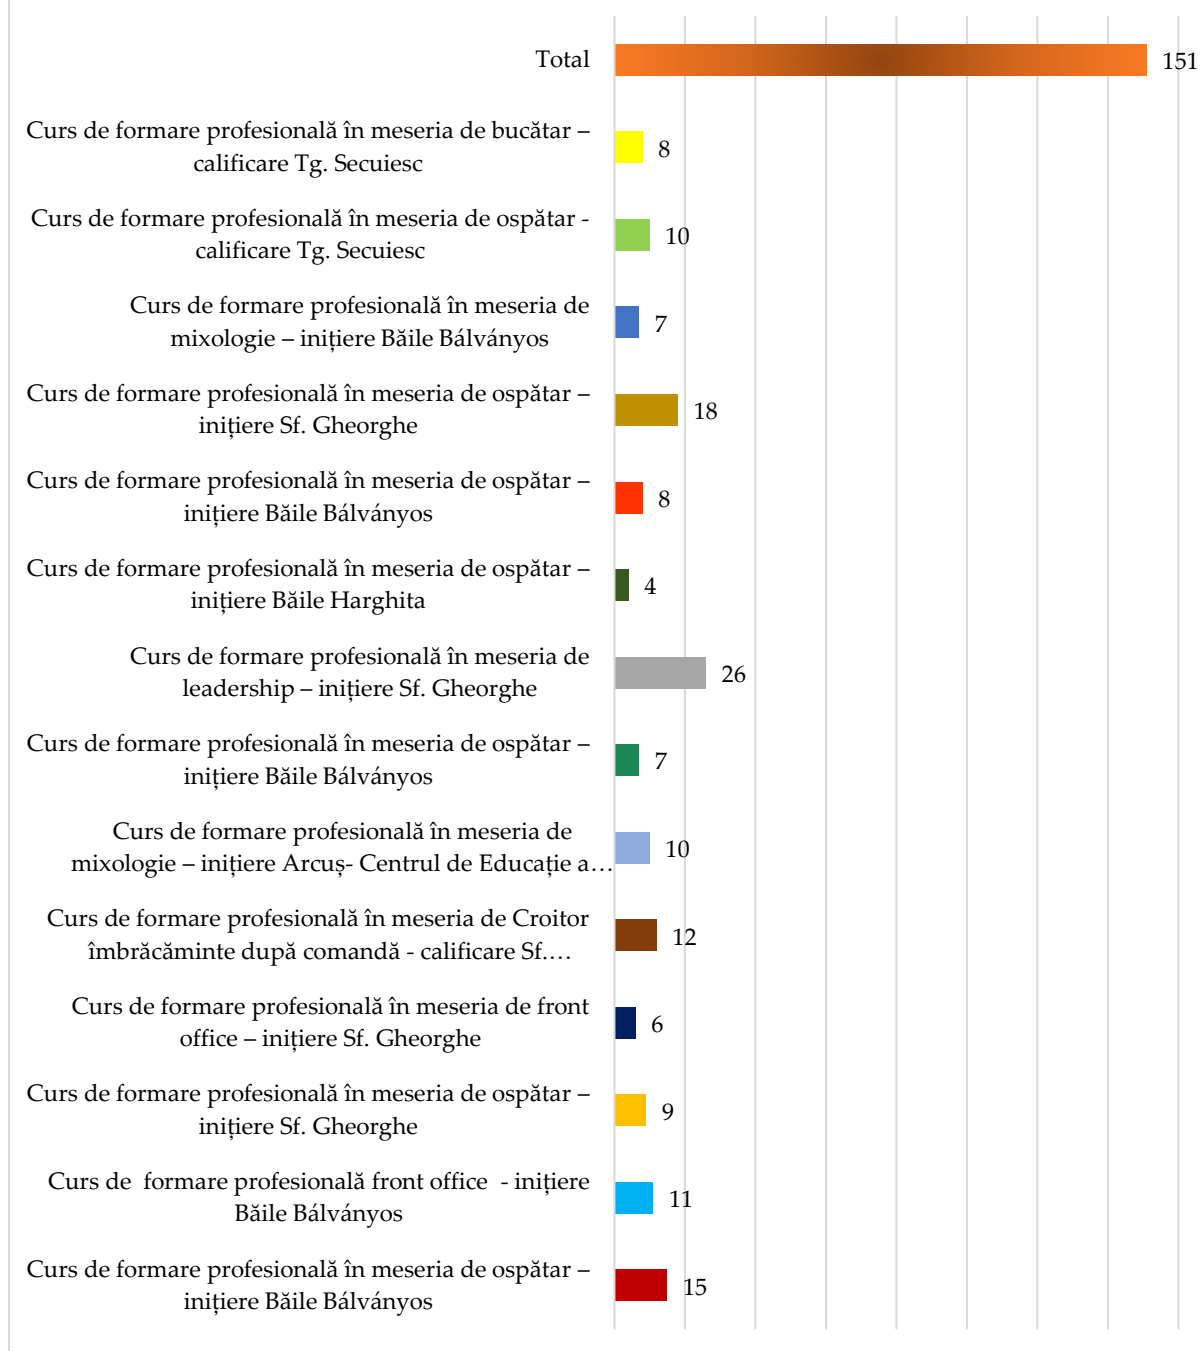 Total
151
Curs de formare profesională în meseria de bucătar –
calificare Tg. Secuiesc
8
Curs de formare profesională în meseria de ospătar -
calificare Tg. Secuiesc
10
Curs de formare profesională în meseria de
mixologie – inițiere Băile Bálványos
7
Curs de formare profesională în meseria de ospătar –
inițiere Sf. Gheorghe
18
Curs de formare profesională în meseria de ospătar –
inițiere Băile Bálványos
8
Curs de formare profesională în meseria de ospătar –
inițiere Băile Harghita
4
Curs de formare profesională în meseria de
leadership – inițiere Sf. Gheorghe
26
Curs de formare profesională în meseria de ospătar –
inițiere Băile Bálványos
7
Curs de formare profesională în meseria de
mixologie – inițiere Arcuș- Centrul de Educație a…
10
Curs de formare profesională în meseria de Croitor
îmbrăcăminte după comandă - calificare Sf.…
12
Curs de formare profesională în meseria de front
office – inițiere Sf. Gheorghe
6
Curs de formare profesională în meseria de ospătar –
inițiere Sf. Gheorghe
9
Curs de  formare profesională front office  - inițiere
Băile Bálványos
11
Curs de formare profesională în meseria de ospătar –
inițiere Băile Bálványos
15